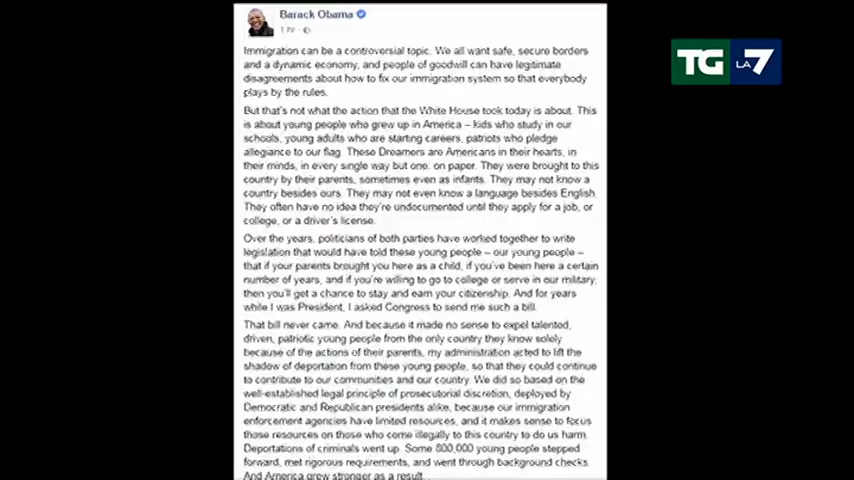 Barack Obama
1 hr
TG LA 7
Immigration can be a controversial topic. We all want safe, secure borders
and a dynamic economy, and people of goodwill can have legitimate
disagreements about how to fix our immigration system so that everybody
plays by the rules.
But that's not what the action that the White House took today is about. This
is about young people who grew up in America – kids who study in our
schools, young adults who are starting careers, patriots who pledge
allegiance to our flag. These Dreamers are Americans in their hearts, in
their minds, in every single way but one: on paper. They were brought to this
country by their parents, sometimes even as infants. They may not know a
country besides ours. They may not even know a language besides English.
They often have no idea they're undocumented until they apply for a job, or
college, or a driver's license.
Over the years, politicians of both parties have worked together to write
legislation that would have told these young people – our young people –
that if your parents brought you here as a child, if you've been here a certain
number of years, and if you're willing to go to college or serve in our military,
then you'll get a chance to stay and earn your citizenship. And for years
while I was President, I asked Congress to send me such a bill.
That bill never came. And because it made no sense to expel talented,
driven, patriotic young people from the only country they know solely
because of the actions of their parents, my administration acted to lift the
shadow of deportation from these young people, so that they could continue
to contribute to our communities and our country. We did so based on the
well-established legal principle of prosecutorial discretion, deployed by
Democratic and Republican presidents alike, because our immigration
enforcement agencies have limited resources, and it makes sense to focus
those resources on those who come illegally to this country to do us harm.
Deportations of criminals went up. Some 800,000 young people stepped
forward, met rigorous requirements, and went through background checks.
And America grew stronger as a result.